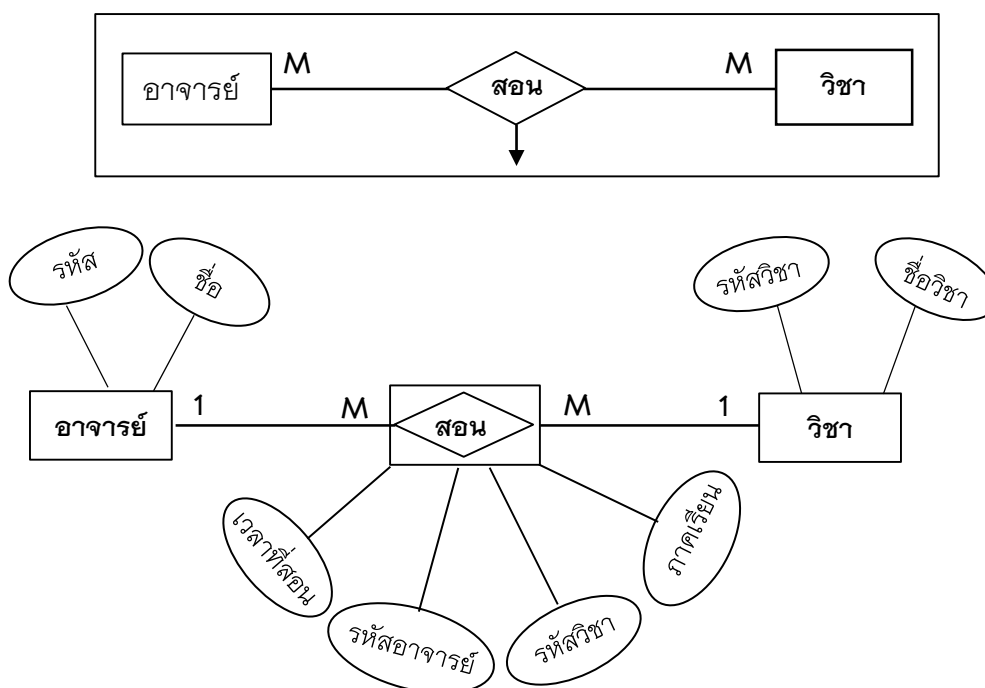 อาจารย์ M สอน M วิชา
รหัส ชื่อ รหัสวิชา ชื่อวิชา
อาจารย์ 1 M สอน M 1 วิชา
เวลาที่สอน รหัสอาจารย์ รหัสวิชา ภาคเรียน